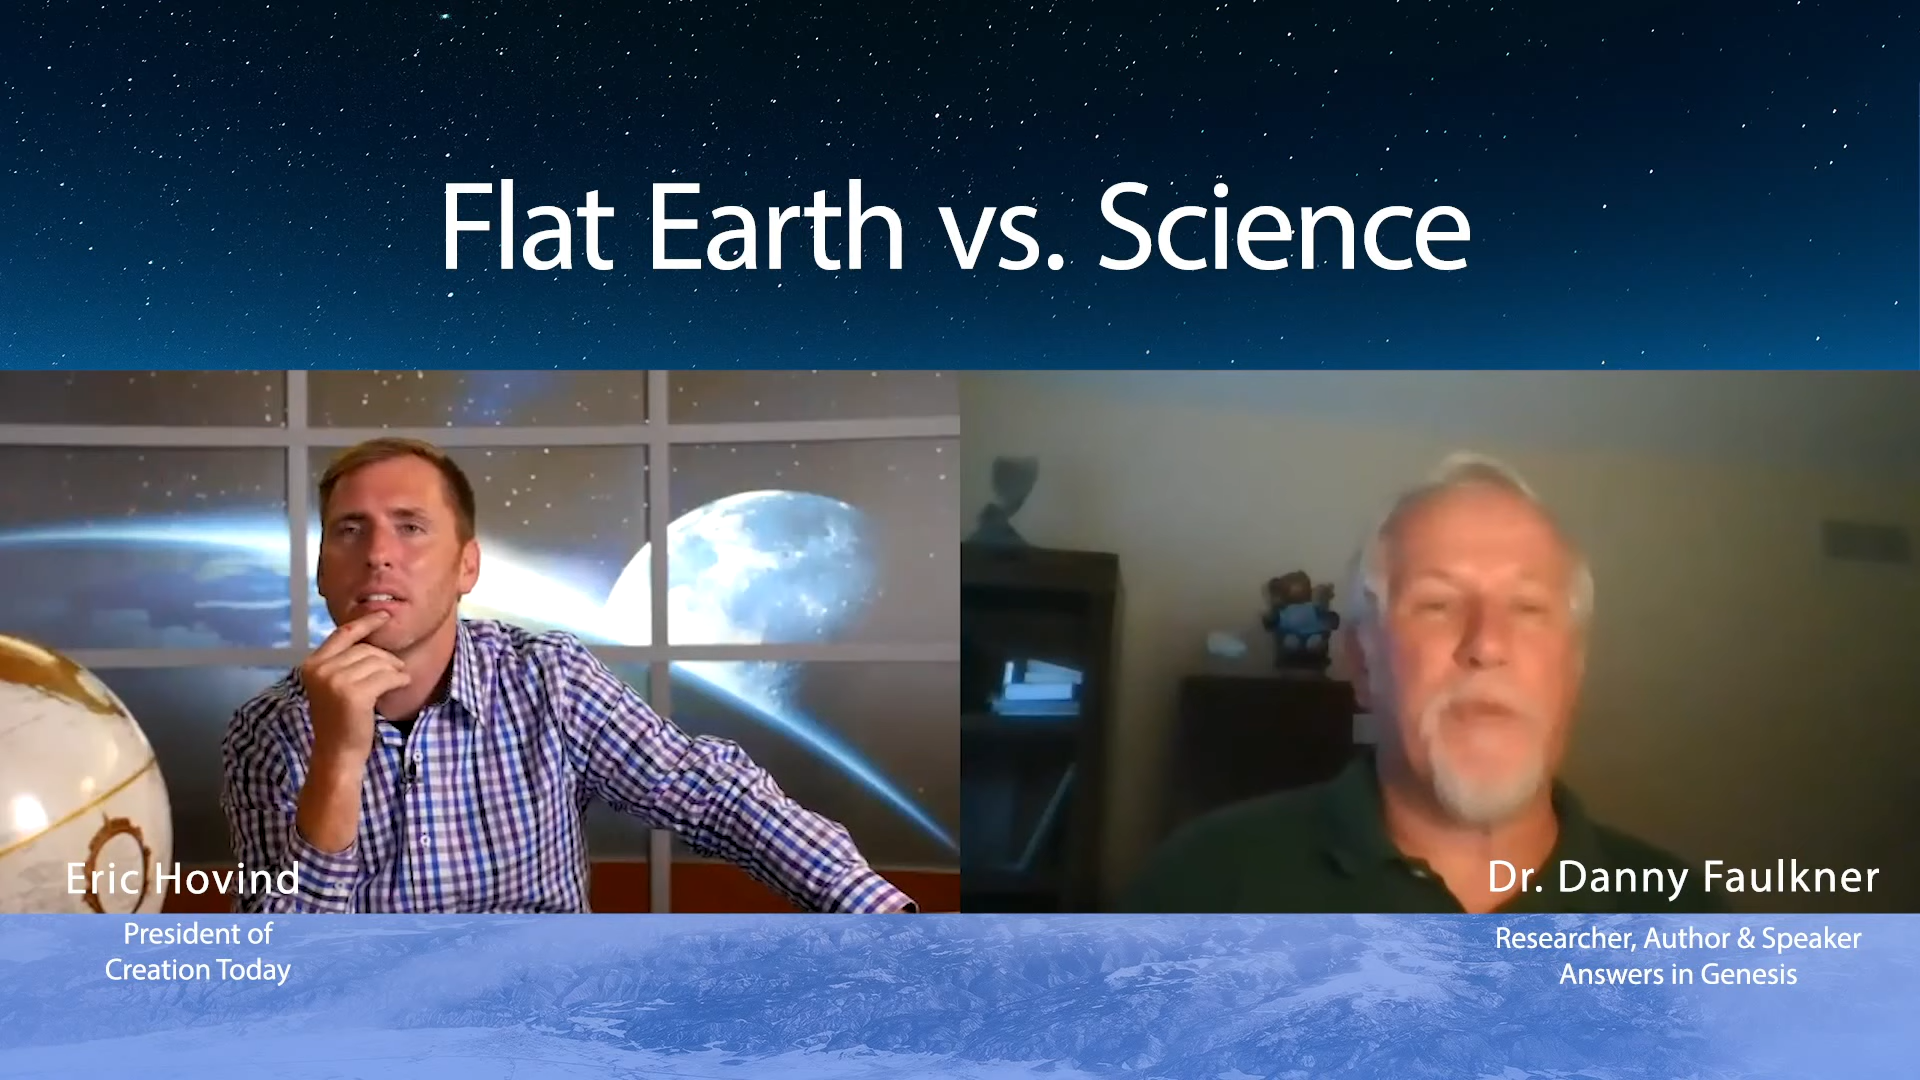 Flat Earth vs. Science
Eric Hovind
President of
Creation Today
Dr. Danny Faulkner
Researcher, Author & Speaker
Answers in Genesis